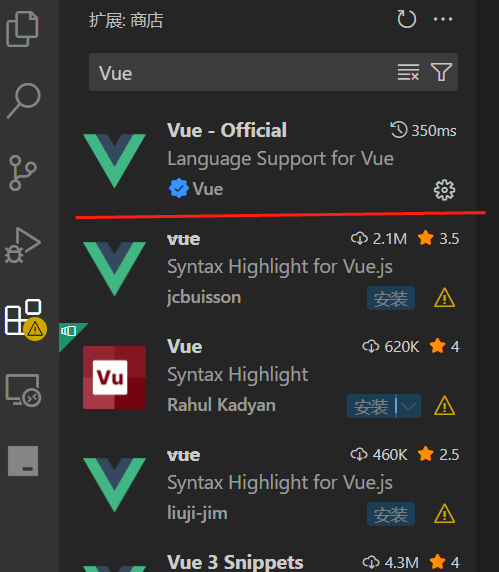 扩展: 商店
Vue
Vue - Official 350ms
Language Support for Vue
Vue
vue 2.1M 3.5
Syntax Highlight for Vue.js
jcbuisson 安装
Vue 620K 4
Syntax Highlight
Vu
Rahul Kadyan 安装
vue 460K 2.5
Syntax Highlight for Vue.js
liuji-jim 安装
Vue 3 Snippets 4.3M 4